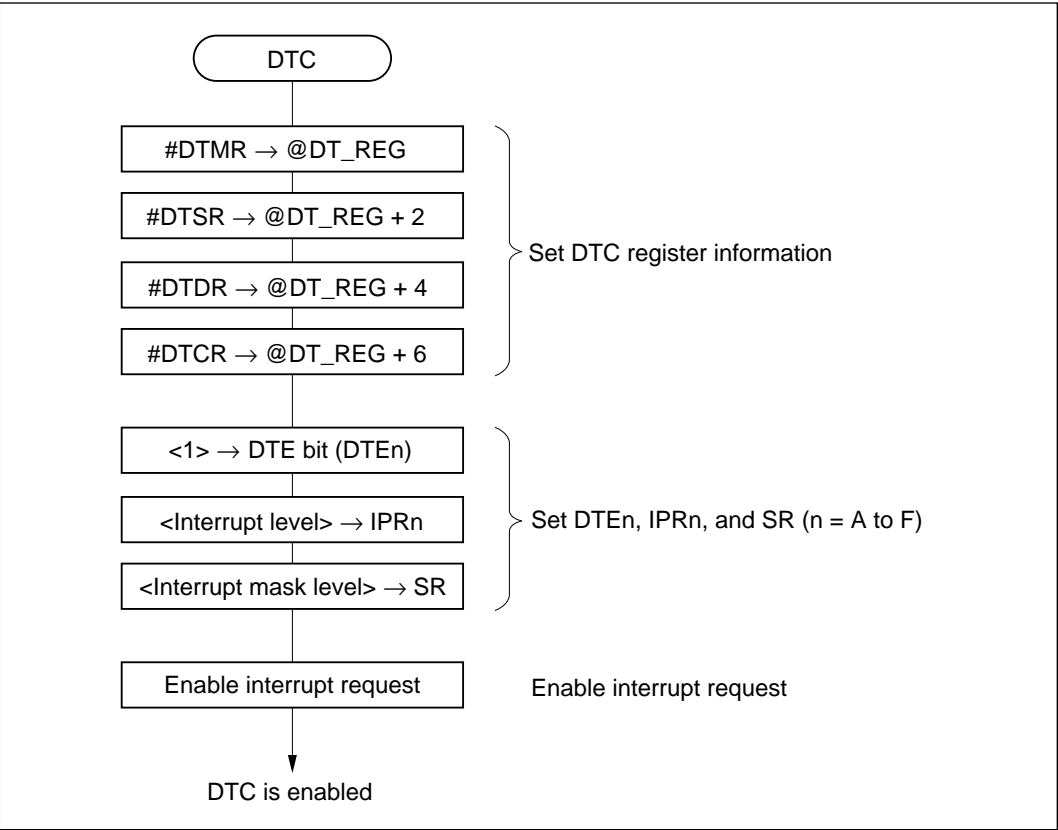 DTC
#DTMR → @DT_REG
#DTSR → @DT_REG + 2
#DTDR → @DT_REG + 4
#DTCR → @DT_REG + 6
Set DTC register information
<1> → DTE bit (DTEn)
<Interrupt level> → IPRn
<Interrupt mask level> → SR
Set DTEn, IPRn, and SR (n = A to F)
Enable interrupt request
Enable interrupt request
DTC is enabled